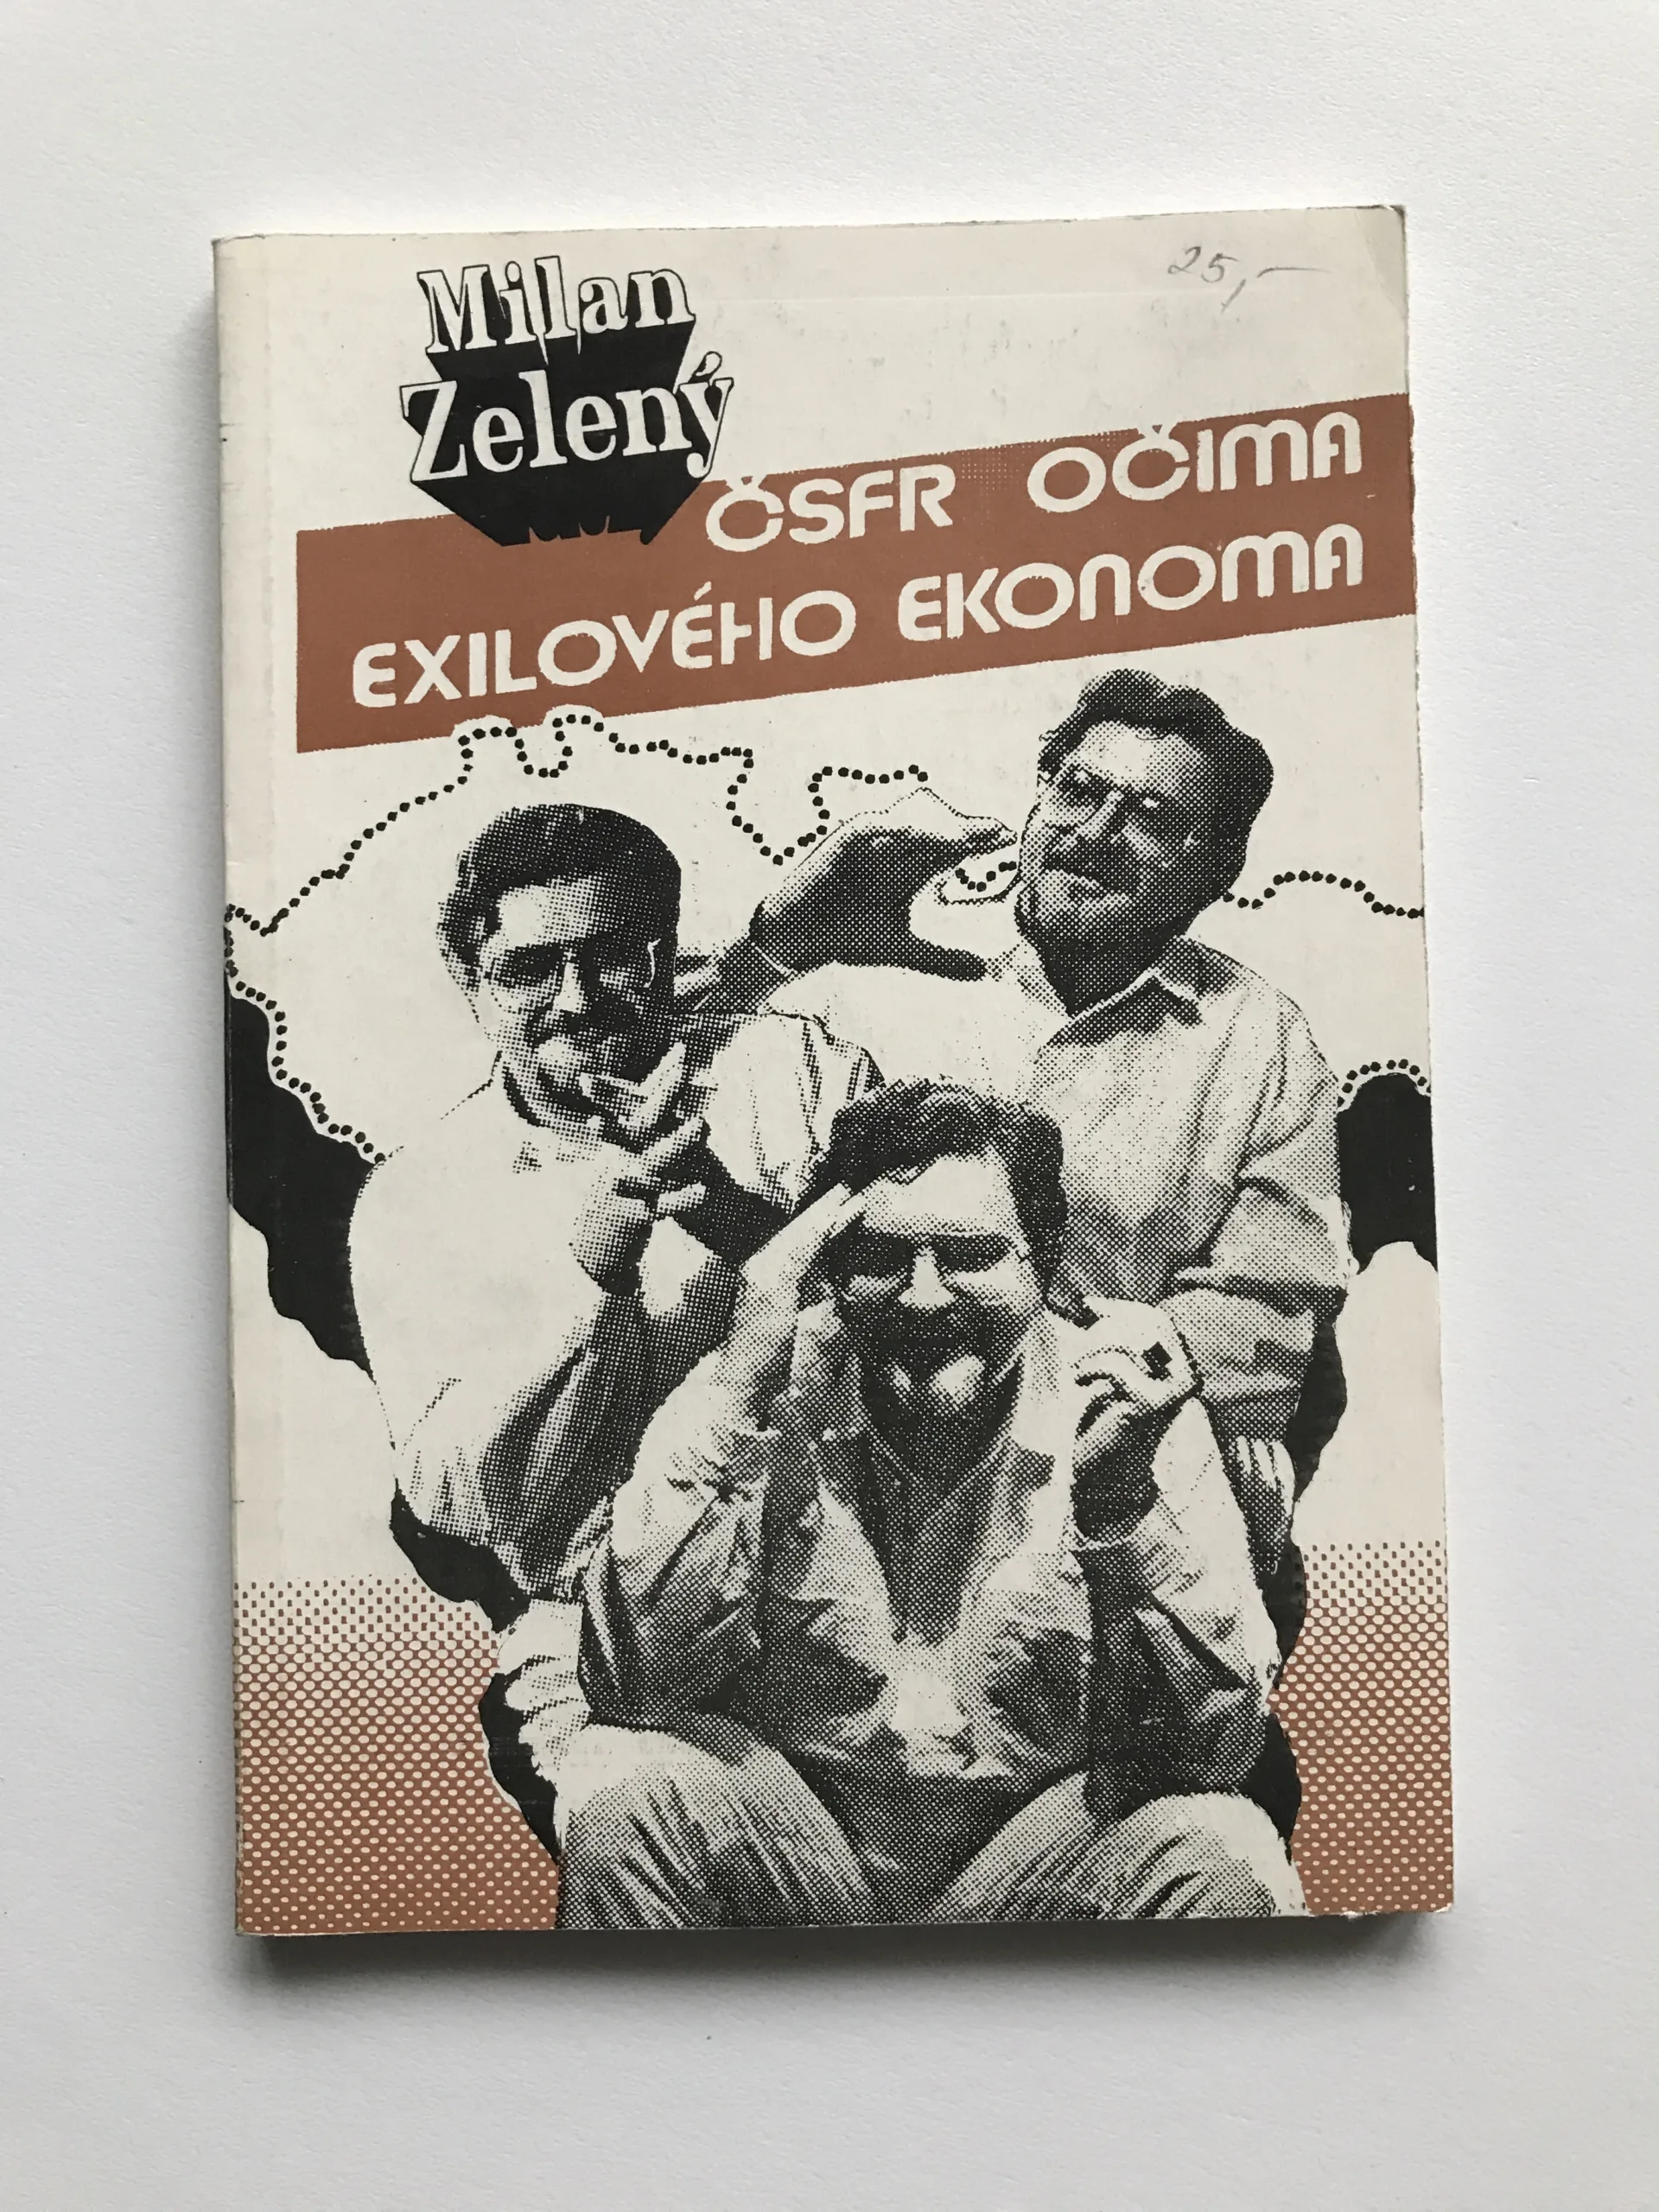 25,-
Milan
Zelený
ČSFR OČIMA
EXILOVÉHO EKONOMA